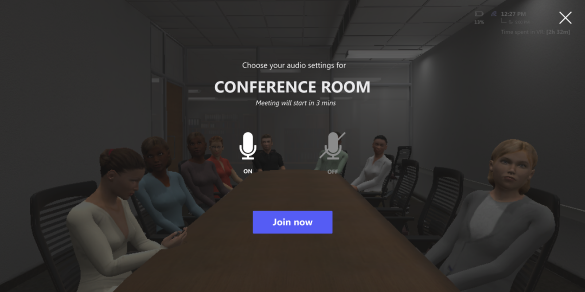 12:27 PM
13%
Choose your audio settings for
CONFERENCE ROOM
Meeting will start in 3 mins
ON
OFF
Join now